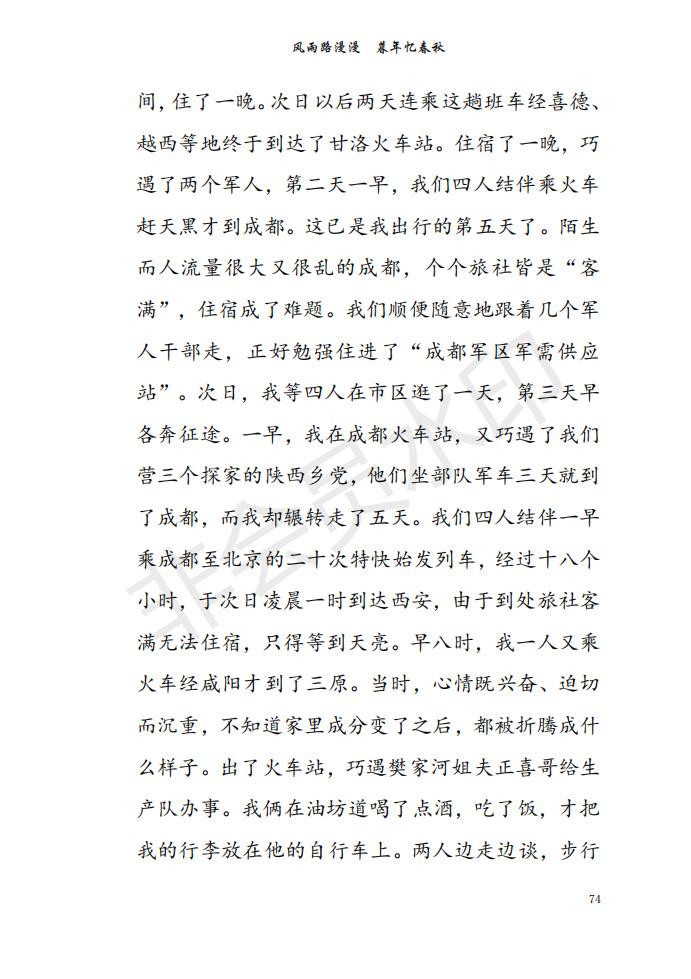 风雨路漫漫　暮年忆春秋
间，住了一晚。次日以后两天连乘这趟班车经喜德、
越西等地终于到达了甘洛火车站。住宿了一晚，巧
遇了两个军人，第二天一早，我们四人结伴乘火车
赶天黑才到成都。这已是我出行的第五天了。陌生
而人流量很大又很乱的成都，个个旅社皆是“客
满”，住宿成了难题。我们顺便随意地跟着几个军
人干部走，正好勉强住进了“成都军区军需供应
站”。次日，我等四人在市区逛了一天，第三天早
各奔征途。一早，我在成都火车站，又巧遇了我们
营三个探家的陕西乡党，他们坐部队军车三天就到
了成都，而我却辗转走了五天。我们四人结伴一早
乘成都至北京的二十次特快始发列车，经过十八个
小时，于次日凌晨一时到达西安，由于到处旅社客
满无法住宿，只得等到天亮。早八时，我一人又乘
火车经咸阳才到了三原。当时，心情既兴奋、迫切
而沉重，不知道家里成分变了之后，都被折腾成什
么样子。出了火车站，巧遇樊家河姐夫正喜哥给生
产队办事。我俩在油坊道喝了点酒，吃了饭，才把
我的行李放在他的自行车上。两人边走边谈，步行
74
非会员水印